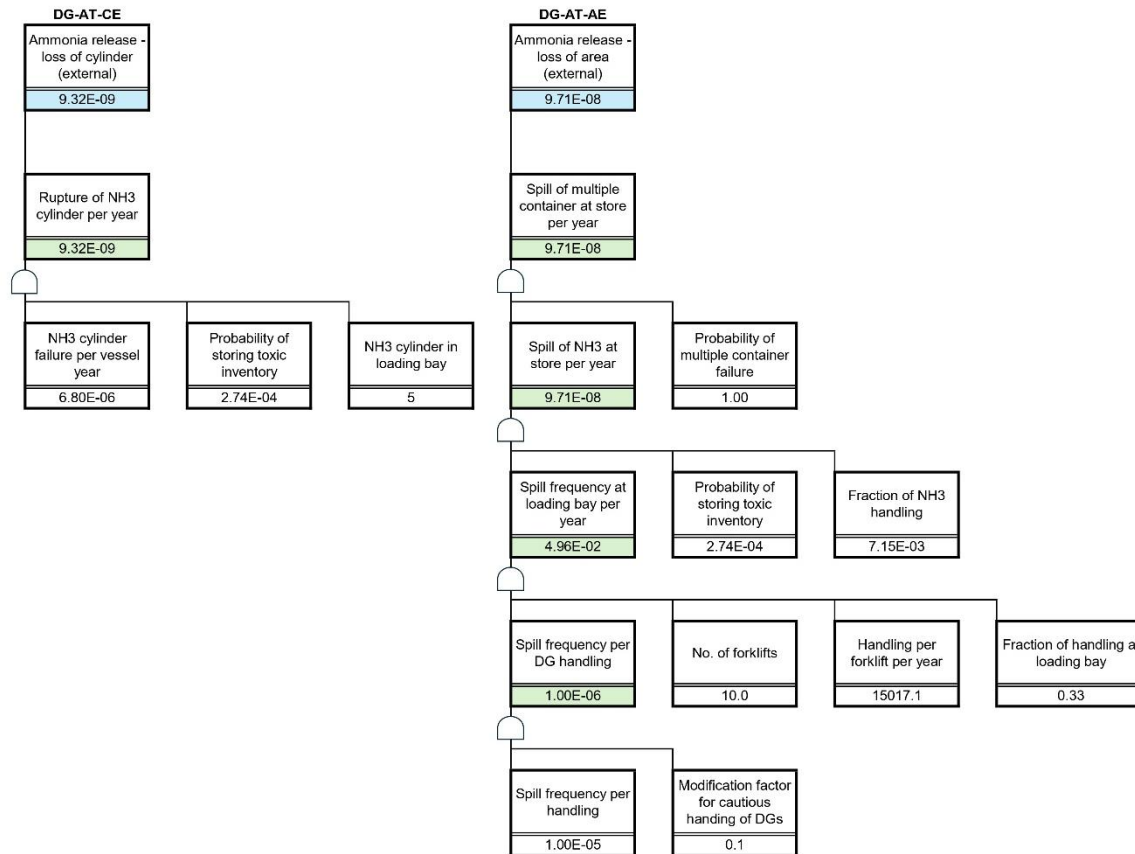 DG-AT-CE
Ammonia release -
loss of cylinder
(external)
9.32E-09
Rupture of NH3
cylinder per year
9.32E-09
NH3 cylinder
failure per vessel
year
6.80E-06
Probability of
storing toxic
inventory
2.74E-04
NH3 cylinder in
loading bay
5
DG-AT-AE
Ammonia release -
loss of area
(external)
9.71E-08
Spill of multiple
container at store
per year
9.71E-08
Spill of NH3 at
store per year
9.71E-08
Probability of
multiple container
failure
1.00
Spill frequency at
loading bay per
year
4.96E-02
Probability of
storing toxic
inventory
2.74E-04
Fraction of NH3
handling
7.15E-03
Spill frequency per
DG handling
1.00E-06
No. of forklifts
10.0
Handling per
forklift per year
15017.1
Fraction of handling a
loading bay
0.33
Spill frequency per
handling
1.00E-05
Modification factor
for cautious
handing of DGs
0.1